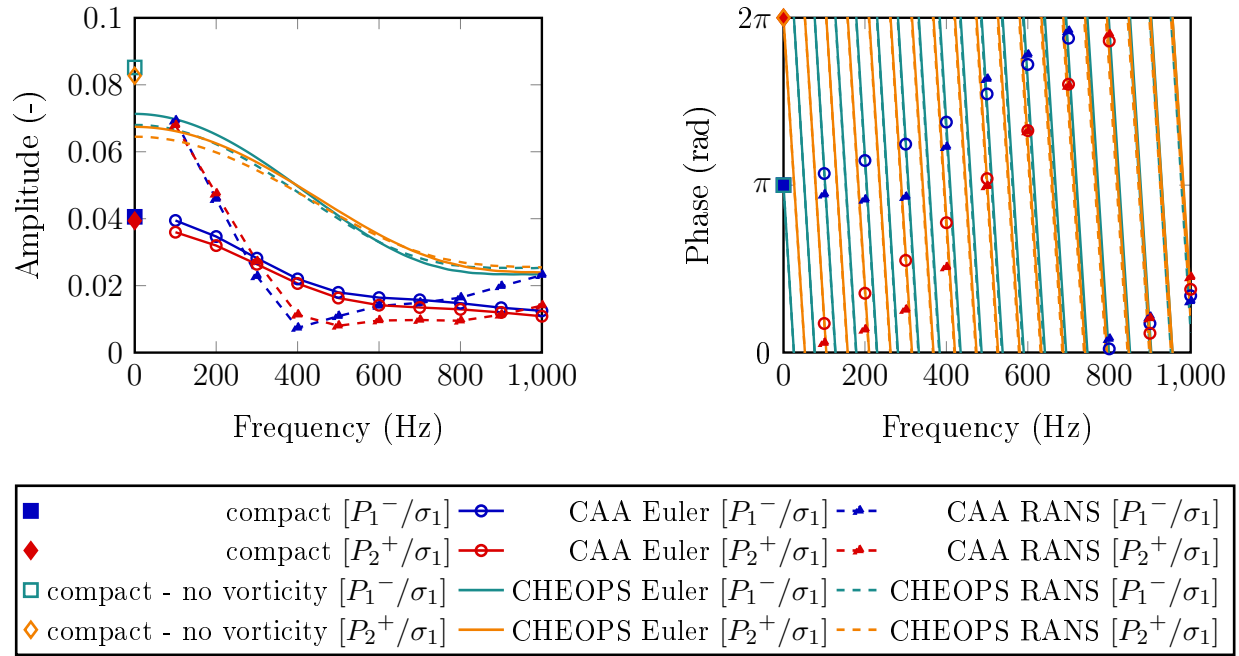 0.1
0.08
0.06
0.04
0.02
0
Amplitude (-)
0 200 400 600 800 1,000
Frequency (Hz)
2π
π
0
Phase (rad)
0 200 400 600 800 1,000
Frequency (Hz)
compact [P₁⁻/σ₁] CAA Euler [P₁⁻/σ₁] CAA RANS [P₁⁻/σ₁]
compact [P₂⁺/σ₁] CAA Euler [P₂⁺/σ₁] CAA RANS [P₂⁺/σ₁]
compact - no vorticity [P₁⁻/σ₁] CHEOPS Euler [P₁⁻/σ₁] CHEOPS RANS [P₁⁻/σ₁]
compact - no vorticity [P₂⁺/σ₁] CHEOPS Euler [P₂⁺/σ₁] CHEOPS RANS [P₂⁺/σ₁]